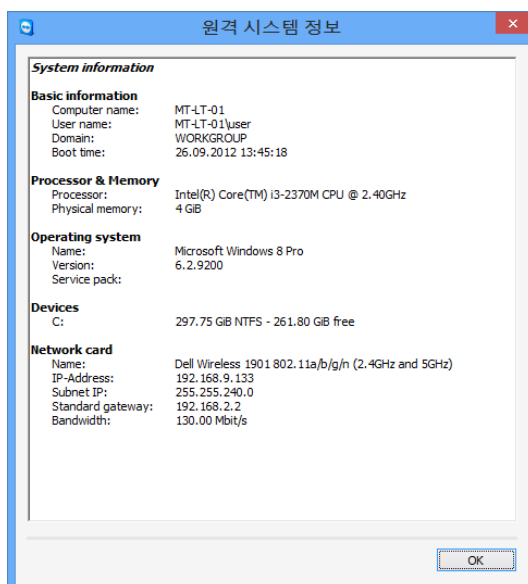 원격 시스템 정보
System information
Basic information
Computer name: MT-LT-01
User name: MT-LT-01\user
Domain: WORKGROUP
Boot time: 26.09.2012 13:45:18
Processor & Memory
Processor: Intel(R) Core(TM) i3-2370M CPU @ 2.40GHz
Physical memory: 4 GiB
Operating system
Name: Microsoft Windows 8 Pro
Version: 6.2.9200
Service pack:
Devices
C: 297.75 GiB NTFS - 261.80 GiB free
Network card
Name: Dell Wireless 1901 802.11a/b/g/n (2.4GHz and 5GHz)
IP-Address: 192.168.9.133
Subnet IP: 255.255.240.0
Standard gateway: 192.168.2.2
Bandwidth: 130.00 Mbit/s
OK